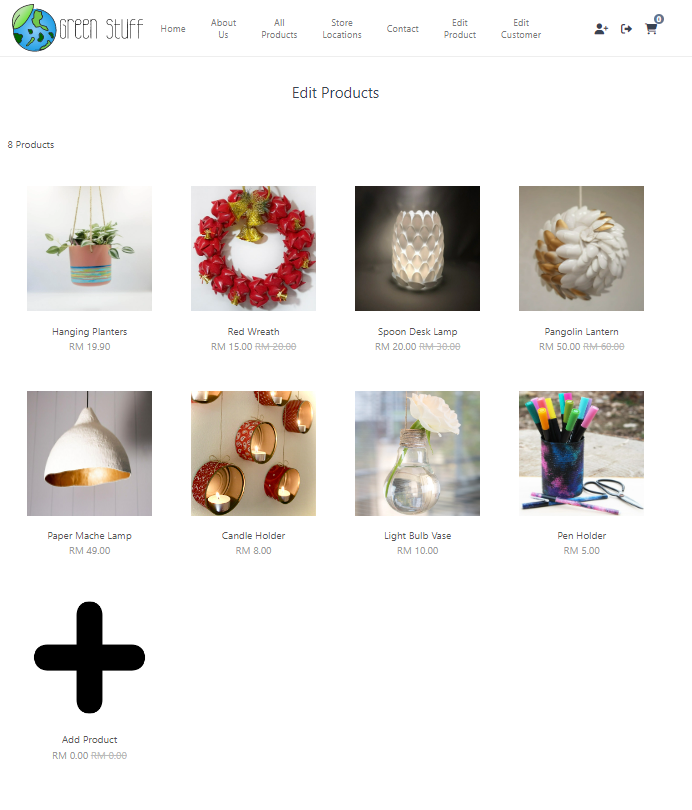 Green Stuff
Home
About
Us
All
Products
Store
Locations
Contact
Edit
Product
Edit
Customer
0
Edit Products
8 Products
Hanging Planters
RM 19.90
Red Wreath
RM 15.00 RM 20.00
Spoon Desk Lamp
RM 20.00 RM 30.00
Pangolin Lantern
RM 50.00 RM 60.00
Paper Mache Lamp
RM 49.00
Candle Holder
RM 8.00
Light Bulb Vase
RM 10.00
Pen Holder
RM 5.00
Add Product
RM 0.00 RM 0.00